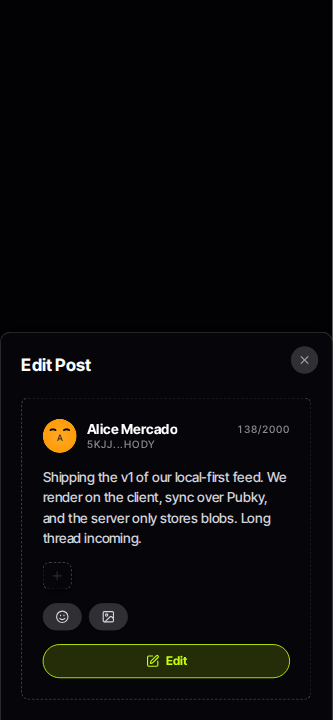 Edit Post
A
Alice Mercado
138/2000
5KJJ...HODY
Shipping the v1 of our local-first feed. We
render on the client, sync over Pubky,
and the server only stores blobs. Long
thread incoming.
Edit